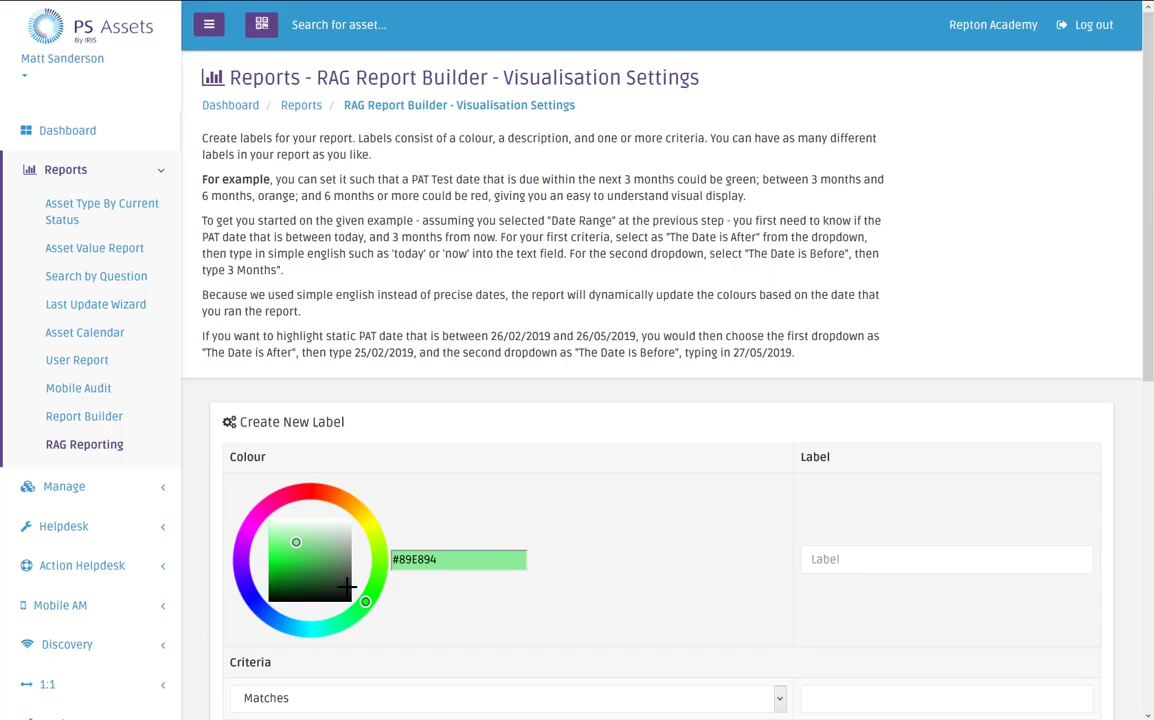 PS Assets
By IRIS
Matt Sanderson
Search for asset...
Repton Academy
Log out
Dashboard
Reports
Asset Type By Current
Status
Asset Value Report
Search by Question
Last Update Wizard
Asset Calendar
User Report
Mobile Audit
Report Builder
RAG Reporting
Manage
Helpdesk
Action Helpdesk
Mobile AM
Discovery
1:1
Reports - RAG Report Builder - Visualisation Settings
Dashboard / Reports / RAG Report Builder - Visualisation Settings
Create labels for your report. Labels consist of a colour, a description, and one or more criteria. You can have as many different
labels in your report as you like.
For example, you can set it such that a PAT Test date that is due within the next 3 months could be green; between 3 months and
6 months, orange; and 6 months or more could be red, giving you an easy to understand visual display.
To get you started on the given example - assuming you selected "Date Range" at the previous step - you first need to know if the
PAT date that is between today, and 3 months from now. For your first criteria, select as "The Date is After" from the dropdown,
then type in simple english such as 'today' or 'now' into the text field. For the second dropdown, select "The Date is Before", then
type 3 Months".
Because we used simple english instead of precise dates, the report will dynamically update the colours based on the date that
you ran the report.
If you want to highlight static PAT date that is between 26/02/2019 and 26/05/2019, you would then choose the first dropdown as
"The Date is After", then type 25/02/2019, and the second dropdown as "The Date Is Before", typing in 27/05/2019.
Create New Label
Colour
Label
#89E894
Label
Criteria
Matches